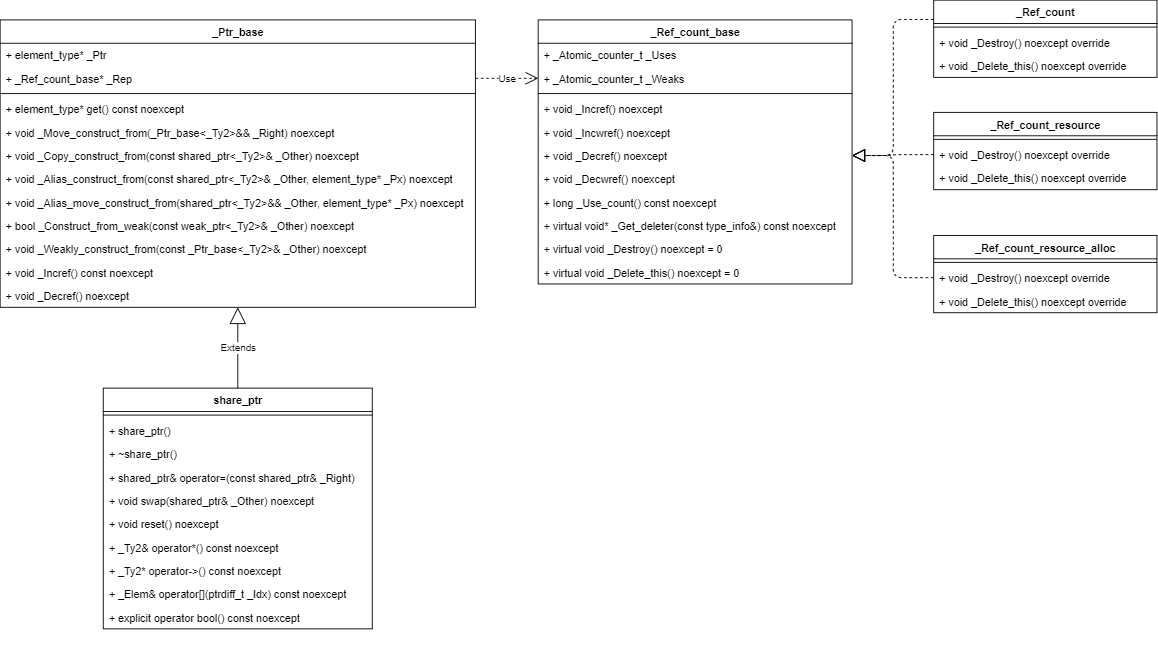 _Ptr_base
+ element_type* _Ptr
+ _Ref_count_base* _Rep
+ element_type* get() const noexcept
+ void _Move_construct_from(_Ptr_base<_Ty2>&& _Right) noexcept
+ void _Copy_construct_from(const shared_ptr<_Ty2>& _Other) noexcept
+ void _Alias_construct_from(const shared_ptr<_Ty2>& _Other, element_type* _Px) noexcept
+ void _Alias_move_construct_from(shared_ptr<_Ty2>&& _Other, element_type* _Px) noexcept
+ bool _Construct_from_weak(const weak_ptr<_Ty2>& _Other) noexcept
+ void _Weakly_construct_from(const _Ptr_base<_Ty2>& _Other) noexcept
+ void _Incref() const noexcept
+ void _Decref() noexcept
Use
_Ref_count_base
+ _Atomic_counter_t _Uses
+ _Atomic_counter_t _Weaks
+ void _Incref() noexcept
+ void _Incwref() noexcept
+ void _Decref() noexcept
+ void _Decwref() noexcept
+ long _Use_count() const noexcept
+ virtual void* _Get_deleter(const type_info&) const noexcept
+ virtual void _Destroy() noexcept = 0
+ virtual void _Delete_this() noexcept = 0
_Ref_count
+ void _Destroy() noexcept override
+ void _Delete_this() noexcept override
_Ref_count_resource
+ void _Destroy() noexcept override
+ void _Delete_this() noexcept override
_Ref_count_resource_alloc
+ void _Destroy() noexcept override
+ void _Delete_this() noexcept override
Extends
share_ptr
+ share_ptr()
+ ~share_ptr()
+ shared_ptr& operator=(const shared_ptr& _Right)
+ void swap(shared_ptr& _Other) noexcept
+ void reset() noexcept
+ _Ty2& operator*() const noexcept
+ _Ty2* operator->() const noexcept
+ _Elem& operator[](ptrdiff_t _Idx) const noexcept
+ explicit operator bool() const noexcept